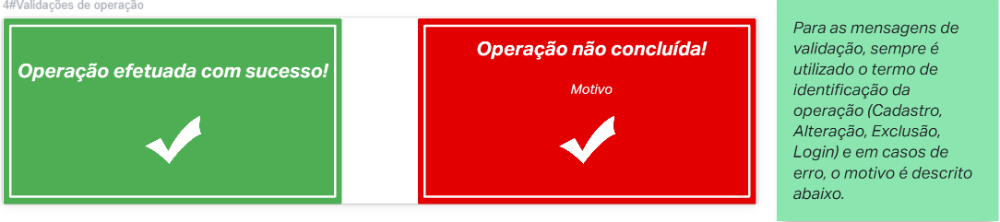 4#Validações de operação
Operação efetuada com sucesso!
Operação não concluída!
Motivo
Para as mensagens de
validação, sempre é
utilizado o termo de
identificação da
operação (Cadastro,
Alteração, Exclusão,
Login) e em casos de
erro, o motivo é descrito
abaixo.